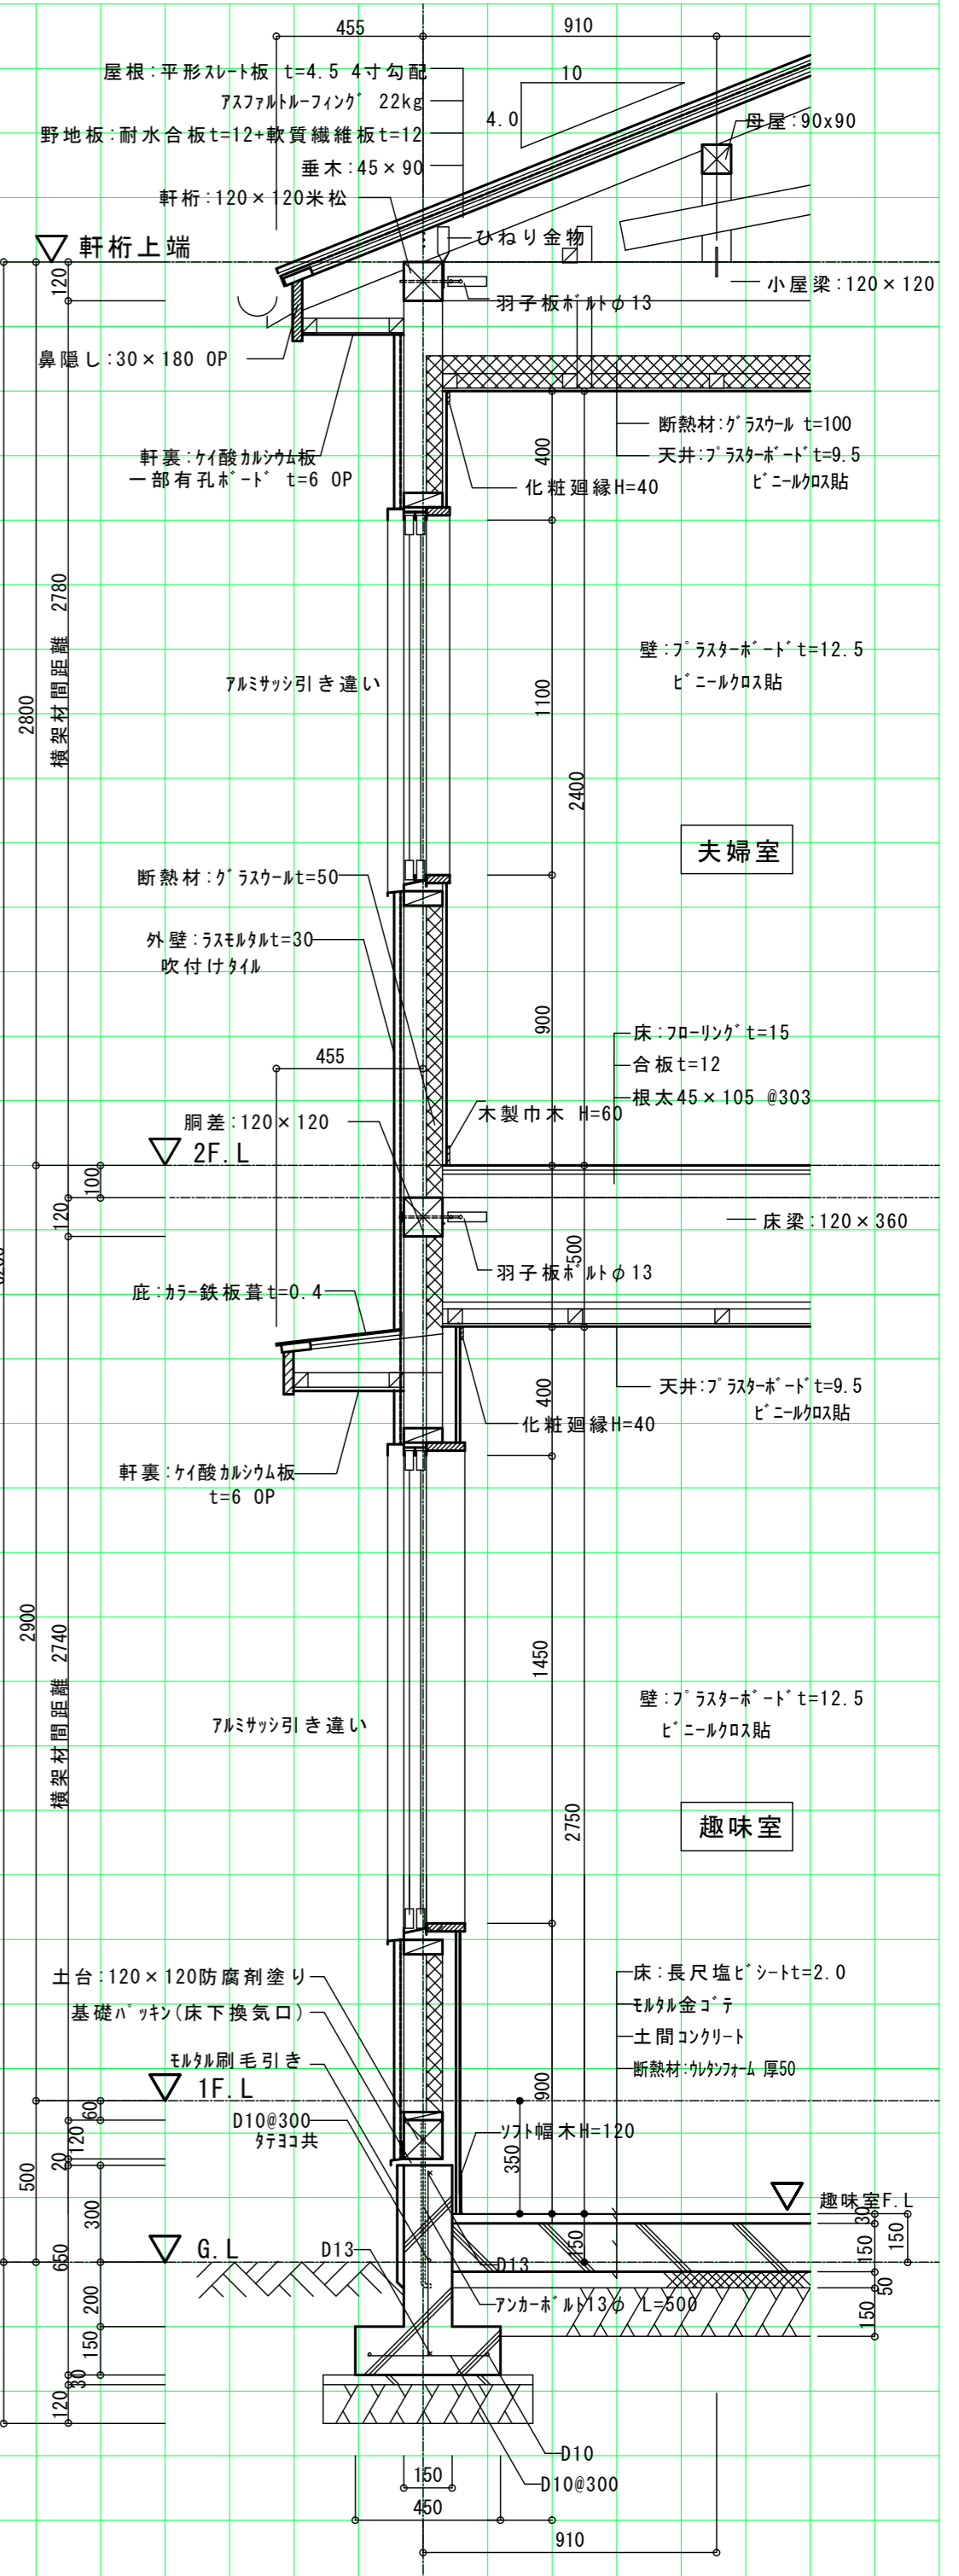 455
910
屋根:平形ｽﾚｰﾄ板 t=4.5 4寸勾配
10
ｱｽﾌｧﾙﾄﾙｰﾌｨﾝｸﾞ 22kg
4.0
母屋:90x90
野地板:耐水合板t=12+軟質繊維板t=12
垂木:45×90
軒桁:120×120米松
ひねり金物
軒桁上端
120
小屋梁:120×120
羽子板ﾎﾞﾙﾄφ13
鼻隠し:30×180 OP
断熱材:ｸﾞﾗｽｳｰﾙ t=100
400
軒裏:ｹｲ酸ｶﾙｼｳﾑ板
一部有孔ﾎﾞｰﾄﾞ t=6 OP
天井:ﾌﾟﾗｽﾀｰﾎﾞｰﾄﾞt=9.5
ﾋﾞﾆｰﾙｸﾛｽ貼
化粧廻縁H=40
横架材間距離 2780
壁:ﾌﾟﾗｽﾀｰﾎﾞｰﾄﾞt=12.5
ﾋﾞﾆｰﾙｸﾛｽ貼
ｱﾙﾐｻｯｼ引き違い
2800
1100
2400
夫婦室
断熱材:ｸﾞﾗｽｳｰﾙt=50
外壁:ﾗｽﾓﾙﾀﾙt=30
吹付けﾀｲﾙ
900
床:ﾌﾛｰﾘﾝｸﾞt=15
合板t=12
根太45×105 @303
455
胴差:120×120
木製巾木 H=60
2F.L
100
120
床梁:120×360
500
羽子板ﾎﾞﾙﾄφ13
庇:ｶﾗｰ鉄板葺t=0.4
天井:ﾌﾟﾗｽﾀｰﾎﾞｰﾄﾞt=9.5
ﾋﾞﾆｰﾙｸﾛｽ貼
400
化粧廻縁H=40
軒裏:ｹｲ酸ｶﾙｼｳﾑ板
t=6 OP
2900
横架材間距離 2740
1450
壁:ﾌﾟﾗｽﾀｰﾎﾞｰﾄﾞt=12.5
ﾋﾞﾆｰﾙｸﾛｽ貼
ｱﾙﾐｻｯｼ引き違い
2750
趣味室
土台:120×120防腐剤塗り
基礎ﾊﾟｯｷﾝ(床下換気口)
ﾓﾙﾀﾙ刷毛引き
床:長尺塩ﾋﾞｼｰﾄt=2.0
ﾓﾙﾀﾙ金ｺﾞﾃ
土間ｺﾝｸﾘｰﾄ
断熱材:ｳﾚﾀﾝﾌｫｰﾑ 厚50
1F.L
60
900
D10@300
ﾀﾃﾖｺ共
120
20
ｿﾌﾄ幅木H=120
350
500
300
趣味室F.L
30
150
150
G.L
650
D13
D13
150
50
150
200
ｱﾝｶｰﾎﾞﾙﾄ13φ L=500
150
30
120
D10
D10@300
150
450
910